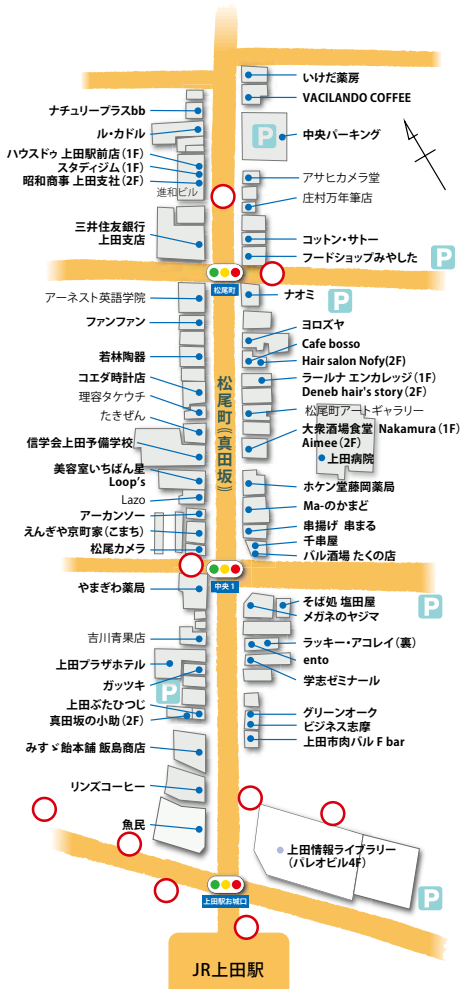 いけだ薬房
VACILANDO COFFEE
ナチュリープラスbb
ル・カドル
P
中央パーキング
ハウスドゥ 上田駅前店(1F)
スタディジム(1F)
昭和商事 上田支社(2F)
進和ビル
アサヒカメラ堂
庄村万年筆店
三井住友銀行
上田支店
コットン・サトー
フードショップみやした
P
松尾町
アーネスト英語学院
ナオミ
P
ファンファン
ヨロズヤ
若林陶器
Cafe bosso
Hair salon Nofy(2F)
コエダ時計店
ラールナ エンカレッジ(1F)
Deneb hair's story(2F)
理容タケウチ
松尾町《真田坂》
たきぜん
松尾町アートギャラリー
信学会上田予備学校
大衆酒場食堂 Nakamura(1F)
Aimee(2F)
上田病院
美容室いちばん星
Loop's
ホケン堂藤岡薬局
Lazo
Ma-のかまど
アーカンソー
えんぎや京町家(こまち)
串揚げ 串まる
松尾カメラ
千串屋
バル酒場 たくの店
中央1
やまぎわ薬局
そば処 塩田屋
メガネのヤジマ
P
吉川青果店
ラッキー・アコレイ(裏)
上田プラザホテル
ento
ガッツキ
学志ゼミナール
P
上田ぶたひつじ
真田坂の小助(2F)
グリーンオーク
ビジネス志摩
上田市肉バル F bar
みすゞ飴本舗 飯島商店
リンズコーヒー
魚民
上田情報ライブラリー
(パレオビル4F)
P
上田駅お城口
JR上田駅